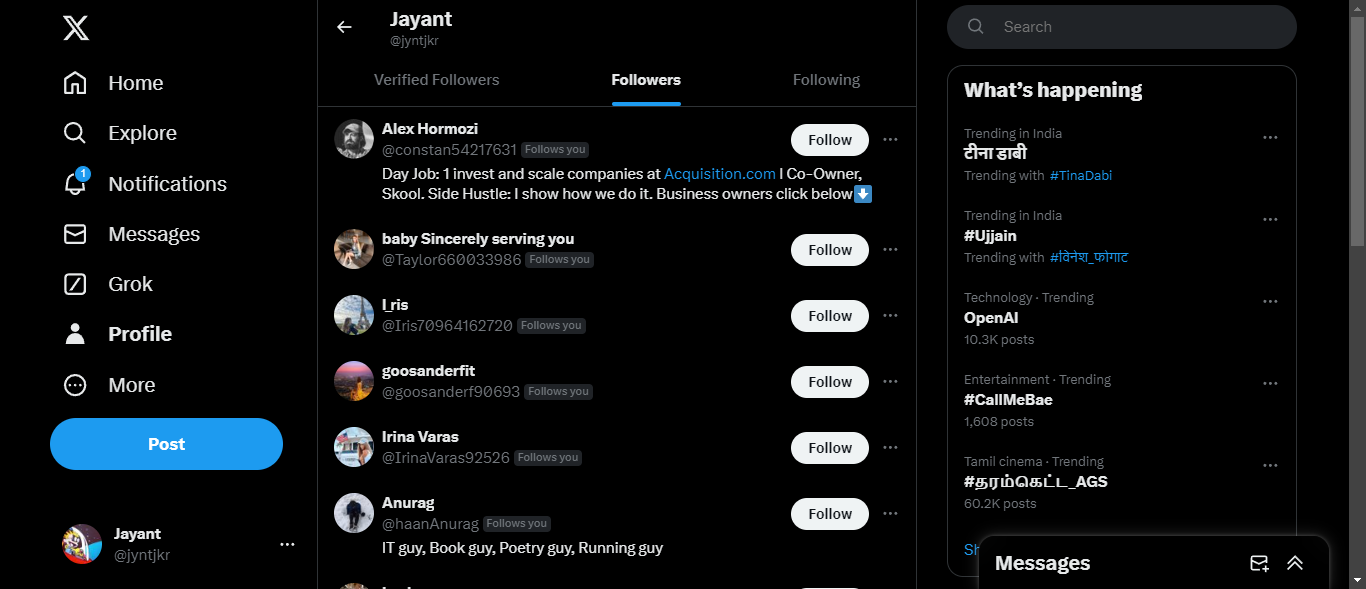 Home
Explore
1
Notifications
Messages
Grok
Profile
More
Post
Jayant
@jyntjkr
Jayant
@jyntjkr
Verified Followers
Followers
Following
Alex Hormozi
Follow
@constan54217631 Follows you
Day Job: 1 invest and scale companies at Acquisition.com I Co-Owner,
Skool. Side Hustle: I show how we do it. Business owners click below⬇️
baby Sincerely serving you
Follow
@Taylor660033986 Follows you
I_ris
Follow
@Iris70964162720 Follows you
goosanderfit
Follow
@goosanderf90693 Follows you
Irina Varas
Follow
@IrinaVaras92526 Follows you
Anurag
Follow
@haanAnurag Follows you
IT guy, Book guy, Poetry guy, Running guy
Search
What’s happening
Trending in India
टीना डाबी
Trending with #TinaDabi
Trending in India
#Ujjain
Trending with #विनेश_फोगाट
Technology · Trending
OpenAI
10.3K posts
Entertainment · Trending
#CallMeBae
1,608 posts
Tamil cinema · Trending
#தரம்கெட்ட_AGS
60.2K posts
Messages